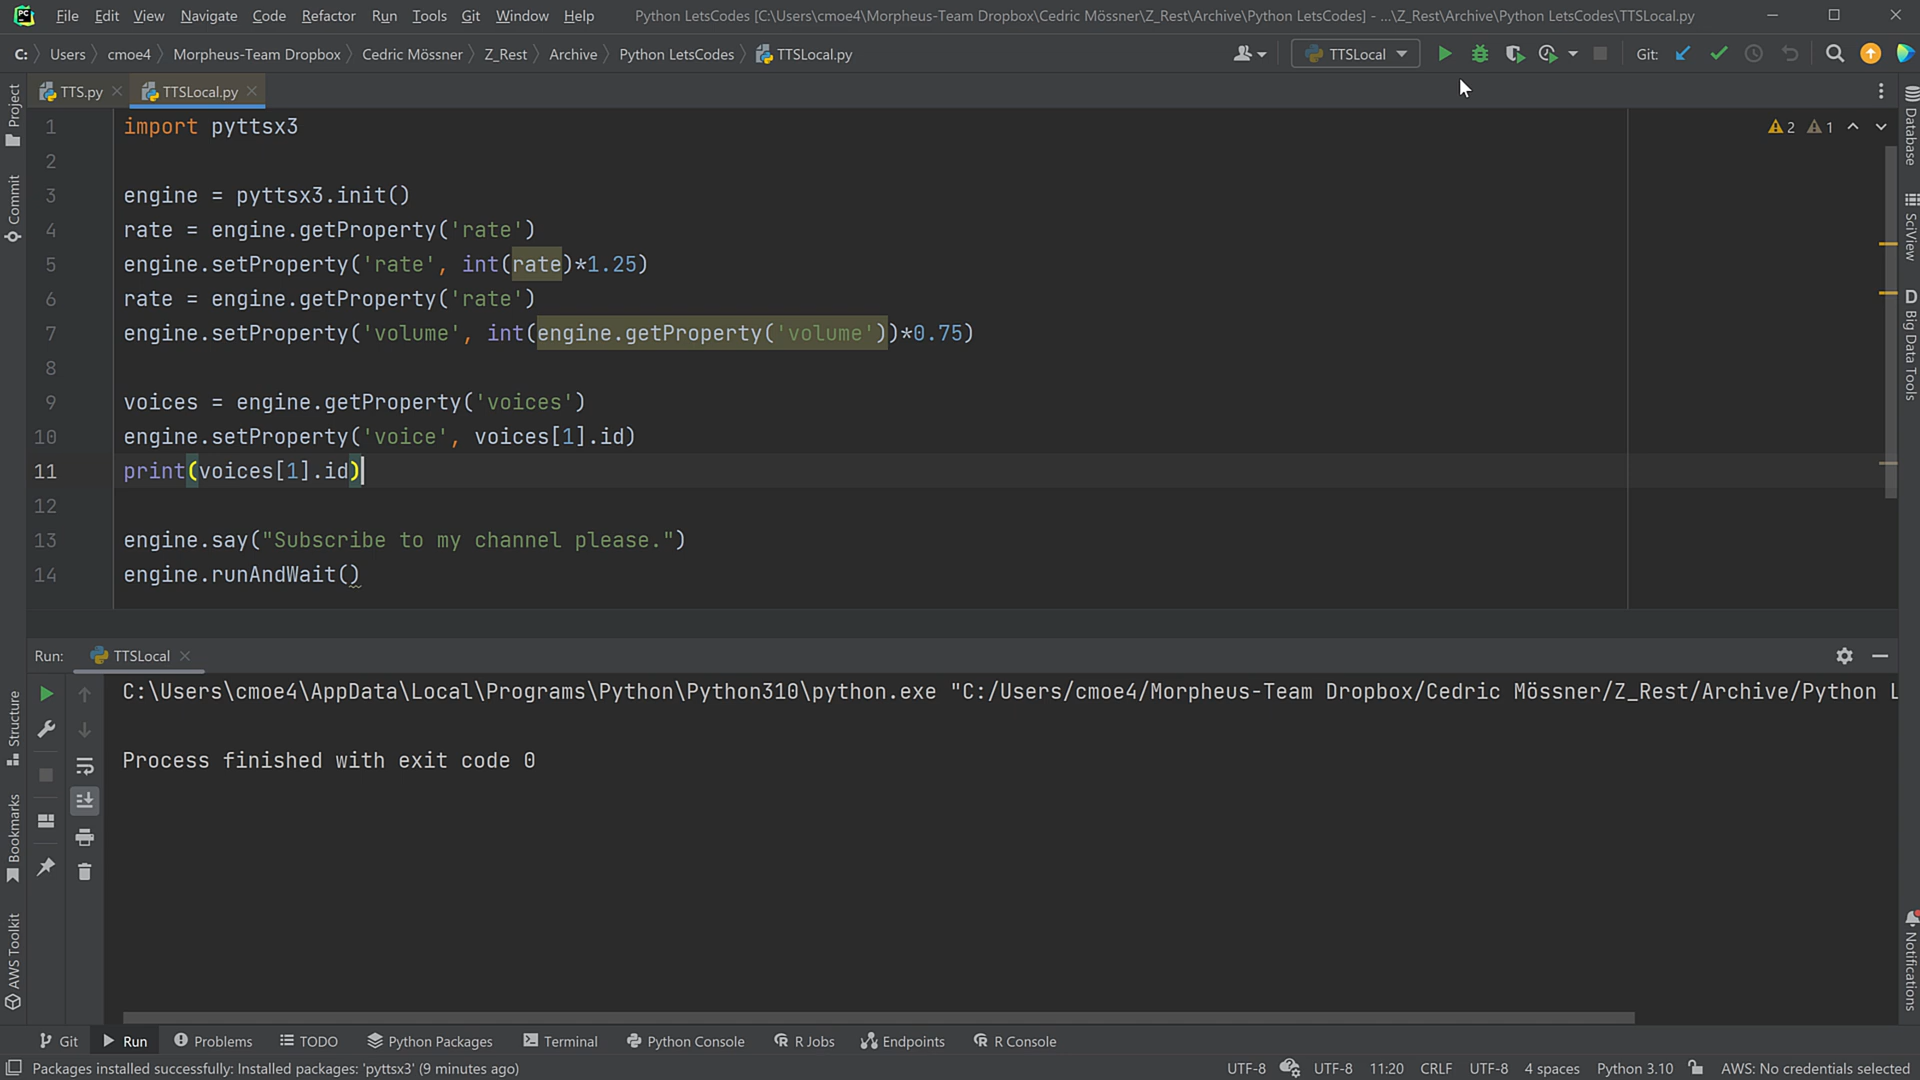 PC File Edit View Navigate Code Refactor Run Tools Git Window Help Python LetsCodes [C:\Users\cmoe4\Morpheus-Team Dropbox\Cedric Mössner\Z_Rest\Archive\Python LetsCodes] - ...\Z_Rest\Archive\Python LetsCodes\TTSLocal.py
C: Users cmoe4 Morpheus-Team Dropbox Cedric Mössner Z_Rest Archive Python LetsCodes TTSLocal.py TTSLocal Git:
TTS.py TTSLocal.py
Project
Commit
Structure
Bookmarks
AWS Toolkit
1 import pyttsx3
2
3 engine = pyttsx3.init()
4 rate = engine.getProperty('rate')
5 engine.setProperty('rate', int(rate)*1.25)
6 rate = engine.getProperty('rate')
7 engine.setProperty('volume', int(engine.getProperty('volume'))*0.75)
8
9 voices = engine.getProperty('voices')
10 engine.setProperty('voice', voices[1].id)
11 print(voices[1].id)
12
13 engine.say("Subscribe to my channel please.")
14 engine.runAndWait()
2 1
Database
SciView
D Big Data Tools
Notifications
Run: TTSLocal
C:\Users\cmoe4\AppData\Local\Programs\Python\Python310\python.exe "C:/Users/cmoe4/Morpheus-Team Dropbox/Cedric Mössner/Z_Rest/Archive/Python L
Process finished with exit code 0
Git Run Problems TODO Python Packages Terminal Python Console R Jobs Endpoints R Console
Packages installed successfully: Installed packages: 'pyttsx3' (9 minutes ago) UTF-8 UTF-8 11:20 CRLF UTF-8 4 spaces Python 3.10 AWS: No credentials selected